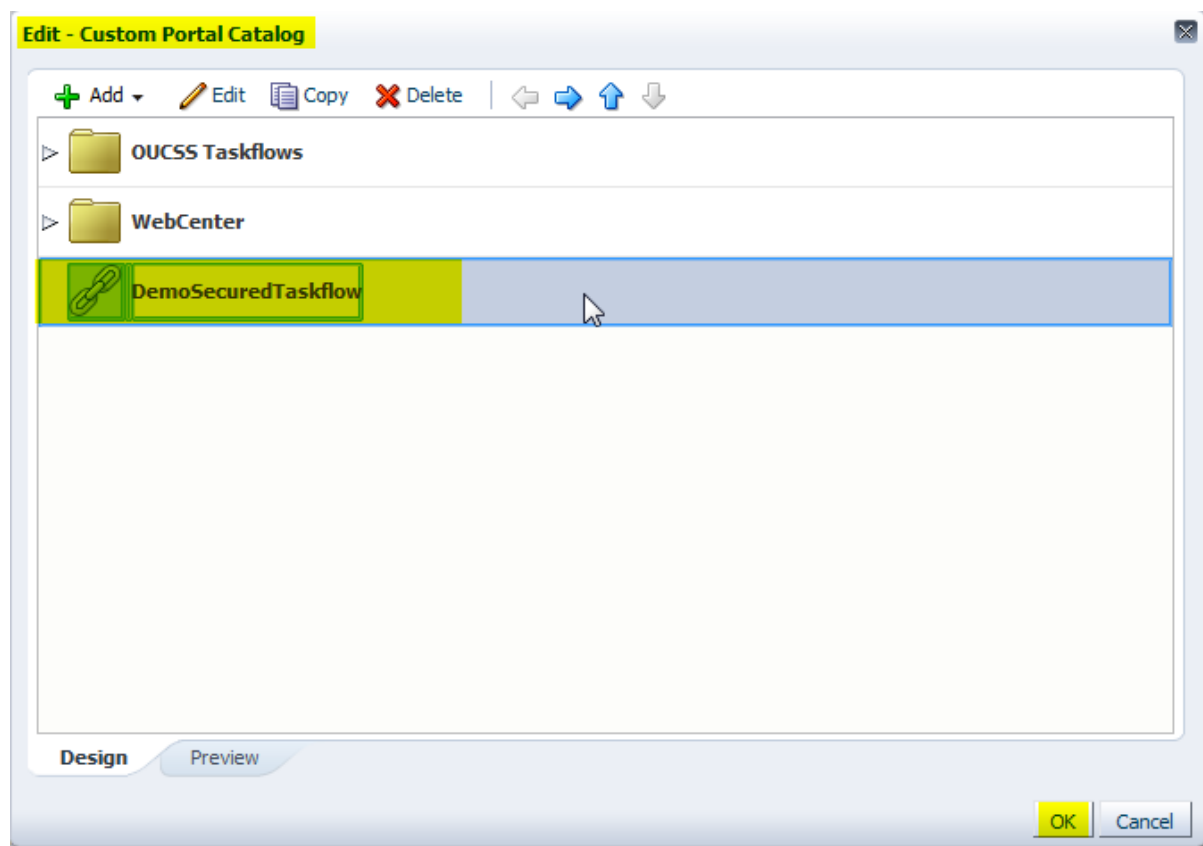 Edit - Custom Portal Catalog
Add Edit Copy Delete
OUCSS Taskflows
WebCenter
DemoSecuredTaskflow
Design Preview
OK Cancel